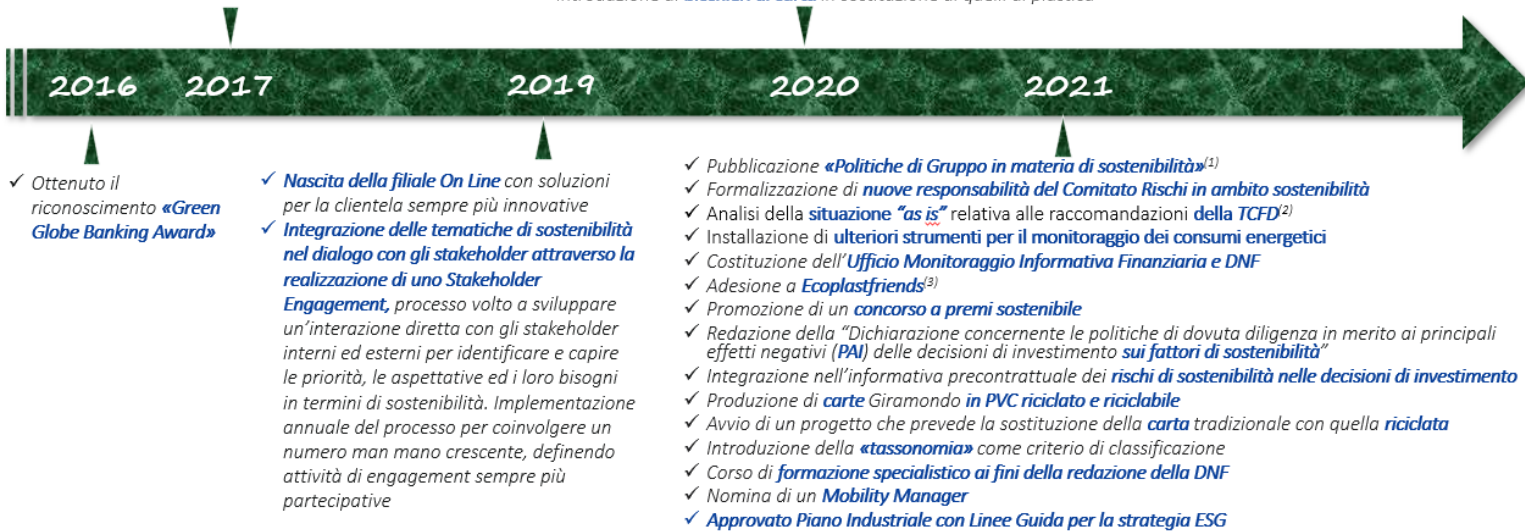 Introduzione di bicchieri di carta in sostituzione di quelli di plastica
2016 2017 2019 2020 2021
✓ Ottenuto il
riconoscimento «Green
Globe Banking Award»
✓ Nascita della filiale On Line con soluzioni
per la clientela sempre più innovative
✓ Integrazione delle tematiche di sostenibilità
nel dialogo con gli stakeholder attraverso la
realizzazione di uno Stakeholder
Engagement, processo volto a sviluppare
un’interazione diretta con gli stakeholder
interni ed esterni per identificare e capire
le priorità, le aspettative ed i loro bisogni
in termini di sostenibilità. Implementazione
annuale del processo per coinvolgere un
numero man mano crescente, definendo
attività di engagement sempre più
partecipative
✓ Pubblicazione «Politiche di Gruppo in materia di sostenibilità»(1)
✓ Formalizzazione di nuove responsabilità del Comitato Rischi in ambito sostenibilità
✓ Analisi della situazione “as is” relativa alle raccomandazioni della TCFD(2)
✓ Installazione di ulteriori strumenti per il monitoraggio dei consumi energetici
✓ Costituzione dell’Ufficio Monitoraggio Informativa Finanziaria e DNF
✓ Adesione a Ecoplastfriends(3)
✓ Promozione di un concorso a premi sostenibile
✓ Redazione della “Dichiarazione concernente le politiche di dovuta diligenza in merito ai principali
effetti negativi (PAI) delle decisioni di investimento sui fattori di sostenibilità”
✓ Integrazione nell’informativa precontrattuale dei rischi di sostenibilità nelle decisioni di investimento
✓ Produzione di carte Giramondo in PVC riciclato e riciclabile
✓ Avvio di un progetto che prevede la sostituzione della carta tradizionale con quella riciclata
✓ Introduzione della «tassonomia» come criterio di classificazione
✓ Corso di formazione specialistico ai fini della redazione della DNF
✓ Nomina di un Mobility Manager
✓ Approvato Piano Industriale con Linee Guida per la strategia ESG